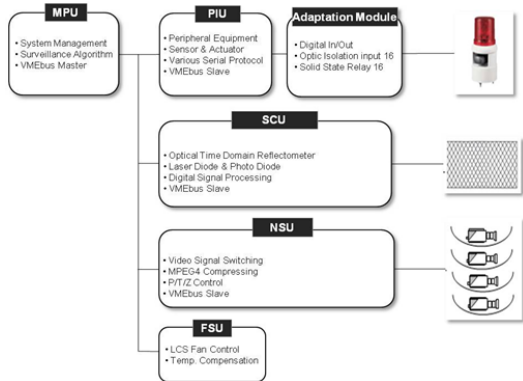 MPU
• System Management
• Surveillance Algorithm
• VMEbus Master
PIU
• Peripheral Equipment
• Sensor & Actuator
• Various Serial Protocol
• VMEbus Slave
Adaptation Module
• Digital In/Out
• Optic Isolation input 16
• Solid State Relay 16
SCU
• Optical Time Domain Reflectometer
• Laser Diode & Photo Diode
• Digital Signal Processing
• VMEbus Slave
NSU
• Video Signal Switching
• MPEG4 Compressing
• P/T/Z Control
• VMEbus Slave
FSU
• LCS Fan Control
• Temp. Compensation